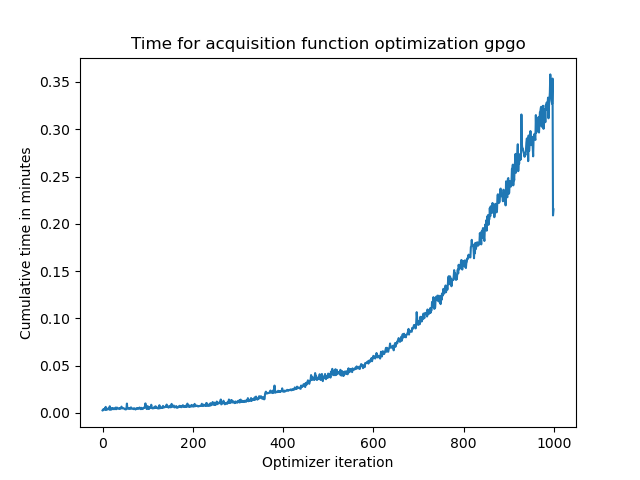 Time for acquisition function optimization gpgo
Cumulative time in minutes
0.35
0.30
0.25
0.20
0.15
0.10
0.05
0.00
0 200 400 600 800 1000
Optimizer iteration